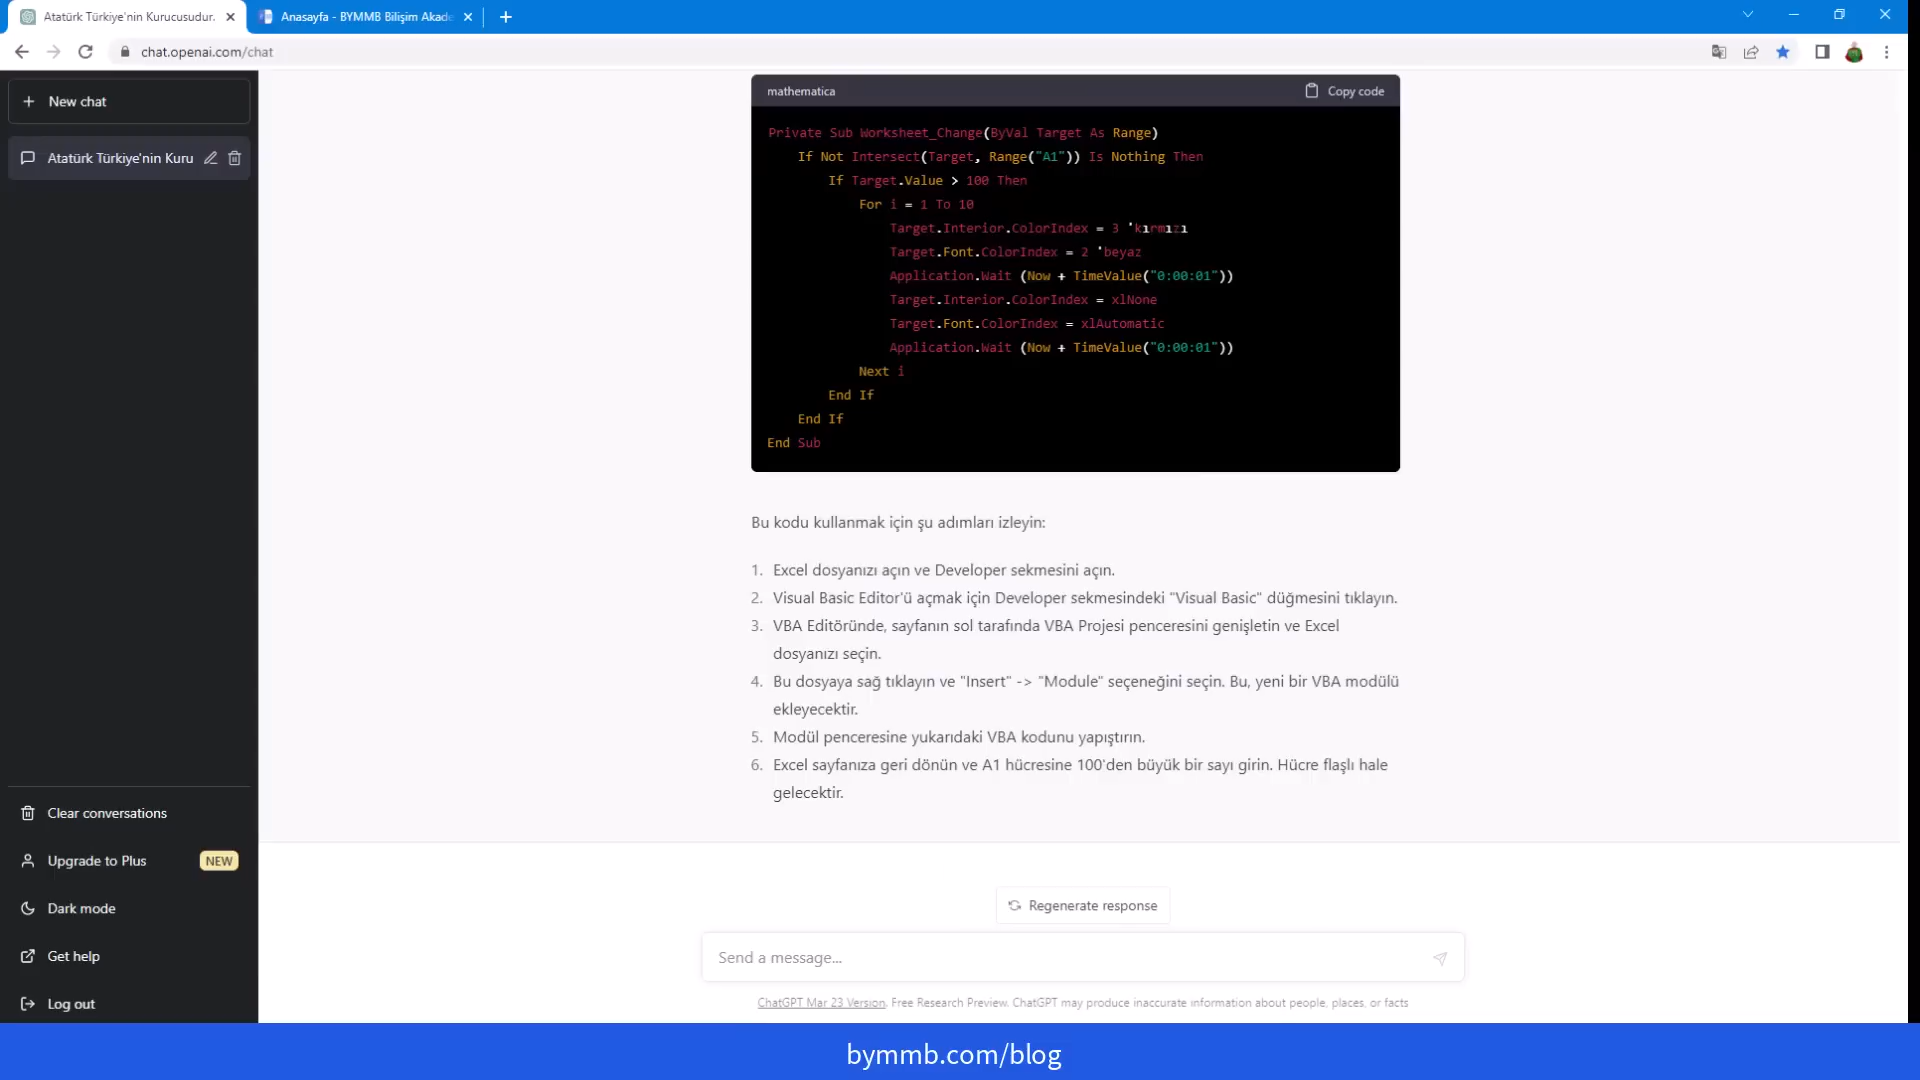 Atatürk Türkiye'nin Kurucusudur.
Anasayfa - BYMMB Bilişim Akade
chat.openai.com/chat
New chat
Atatürk Türkiye'nin Kuru
Clear conversations
Upgrade to Plus NEW
Dark mode
Get help
Log out
mathematica Copy code
Private Sub Worksheet_Change(ByVal Target As Range)
If Not Intersect(Target, Range("A1")) Is Nothing Then
If Target.Value > 100 Then
For i = 1 To 10
Target.Interior.ColorIndex = 3 'kırmızı
Target.Font.ColorIndex = 2 'beyaz
Application.Wait (Now + TimeValue("0:00:01"))
Target.Interior.ColorIndex = xlNone
Target.Font.ColorIndex = xlAutomatic
Application.Wait (Now + TimeValue("0:00:01"))
Next i
End If
End If
End Sub
Bu kodu kullanmak için şu adımları izleyin:
1. Excel dosyanızı açın ve Developer sekmesini açın.
2. Visual Basic Editor'ü açmak için Developer sekmesindeki "Visual Basic" düğmesini tıklayın.
3. VBA Editöründe, sayfanın sol tarafında VBA Projesi penceresini genişletin ve Excel
dosyanızı seçin.
4. Bu dosyaya sağ tıklayın ve "Insert" -> "Module" seçeneğini seçin. Bu, yeni bir VBA modülü
ekleyecektir.
5. Modül penceresine yukarıdaki VBA kodunu yapıştırın.
6. Excel sayfanıza geri dönün ve A1 hücresine 100'den büyük bir sayı girin. Hücre flaşlı hale
gelecektir.
Regenerate response
Send a message...
ChatGPT Mar 23 Version. Free Research Preview. ChatGPT may produce inaccurate information about people, places, or facts
bymmb.com/blog